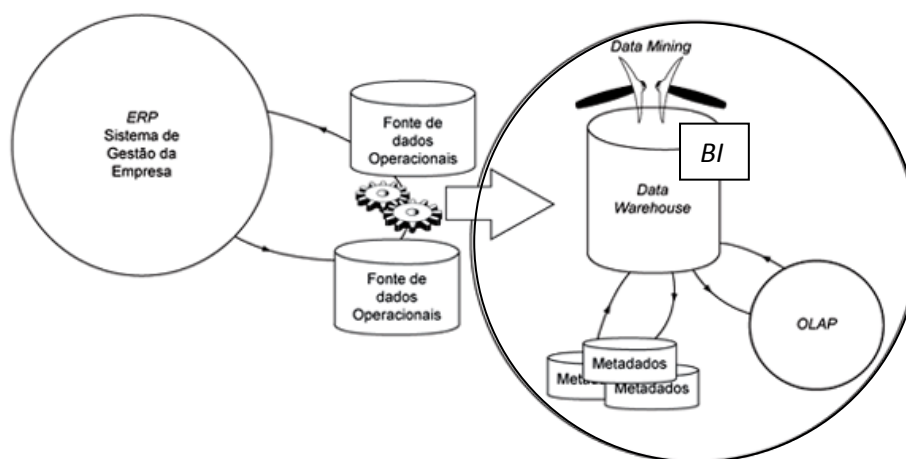 ERP
Sistema de
Gestão da
Empresa
Fonte de
dados
Operacionais
Fonte de
dados
Operacionais
Data Mining
BI
Data
Warehouse
OLAP
Metadados
Metad
Metadados